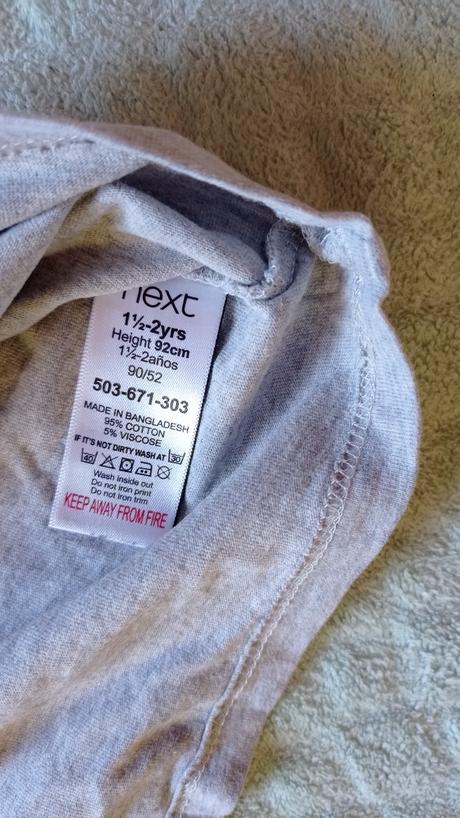 next
1½-2yrs
Height 92cm
1½-2años
90/52
503-671-303
MADE IN BANGLADESH
95% COTTON
5% VISCOSE
IF IT'S NOT DIRTY WASH AT 30
40
Wash inside out
Do not iron print
Do not iron trim
KEEP AWAY FROM FIRE